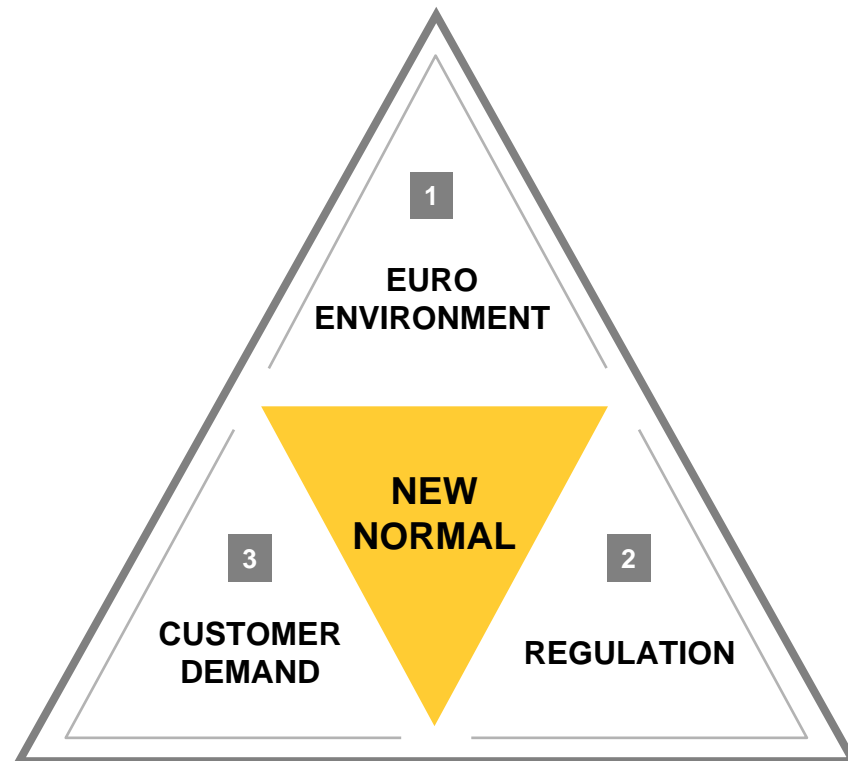 1
EURO
ENVIRONMENT
NEW
NORMAL
3
CUSTOMER
DEMAND
2
REGULATION